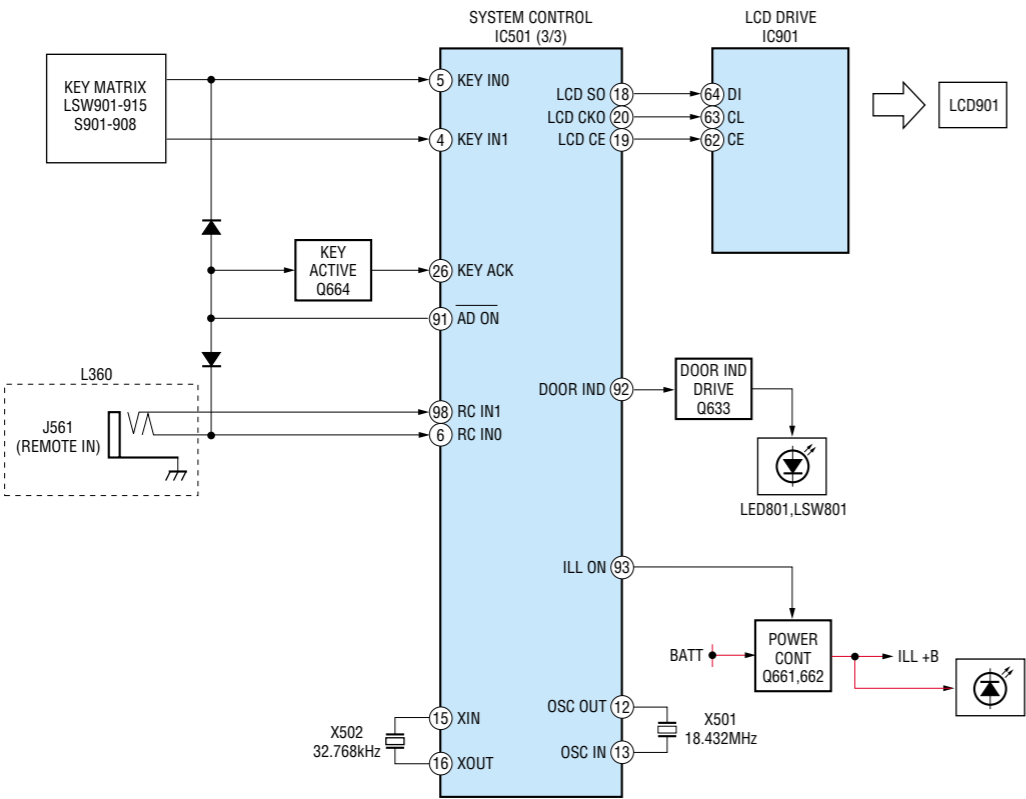 SYSTEM CONTROL
IC501 (3/3)
LCD DRIVE
IC901
KEY MATRIX
LSW901-915
S901-908
5 KEY IN0
4 KEY IN1
LCD SO 18
LCD CKO 20
LCD CE 19
64 DI
63 CL
62 CE
LCD901
KEY
ACTIVE
Q664
26 KEY ACK
91 AD ON
L360
J561
(REMOTE IN)
98 RC IN1
6 RC IN0
DOOR IND 92
DOOR IND
DRIVE
Q633
LED801,LSW801
ILL ON 93
BATT
POWER
CONT
Q661,662
ILL +B
X502
32.768kHz
15 XIN
16 XOUT
OSC OUT 12
OSC IN 13
X501
18.432MHz